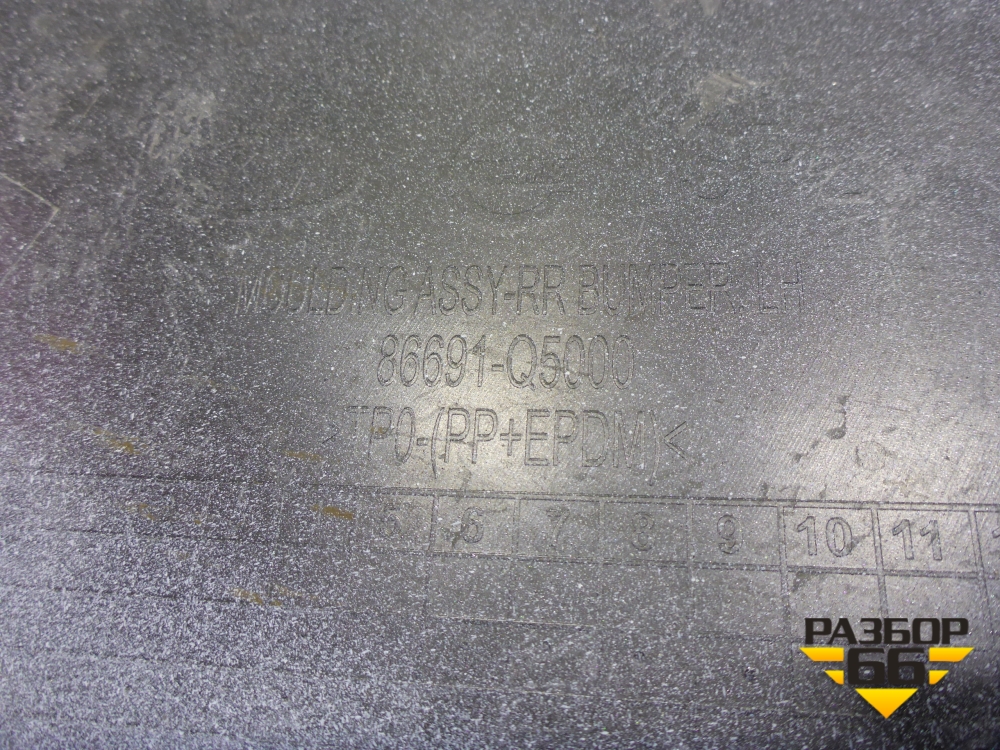 MOULDING ASSY-RR BUMPER, LH
86691-Q5000
>TPO-(PP+EPDM)<
5 6 7 8 9 10 11
РАЗБОР
66